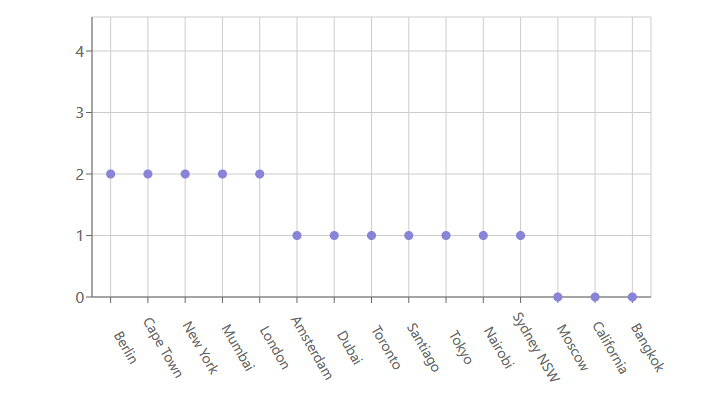 4
3
2
1
0
Berlin
Cape Town
New York
Mumbai
London
Amsterdam
Dubai
Toronto
Santiago
Tokyo
Nairobi
Sydney NSW
Moscow
California
Bangkok